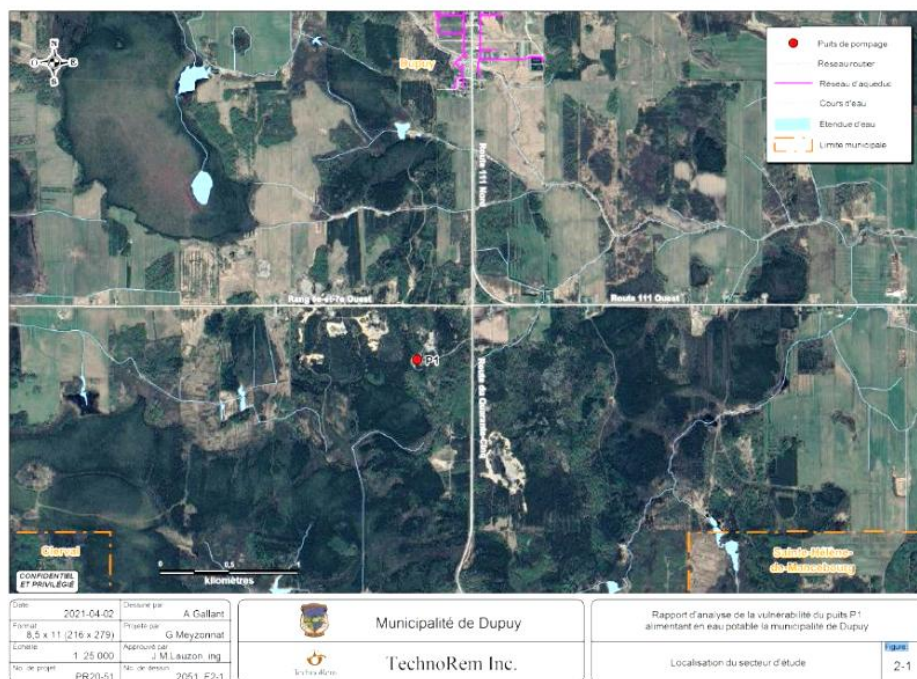 N
O E
S
Dupuy
Puits de pompage
Réseau routier
Réseau d'aqueduc
Cours d'eau
Étendue d'eau
Limite municipale
Route 111 Nord
Rang 6e-et-7e Ouest
Route 111 Ouest
P1
Clerval
Sainte-Hélène-
de-Mancebourg
CONFIDENTIEL
ET PRIVILÉGIÉ
0 0,5 1
kilomètres
Date: 2021-04-02
Dessiné par A.Gallant
Format 8,5 x 11 (216 x 279)
Projeté par G.Meyzonnat
Échelle 1:25 000
Approuvé par J.M.Lauzon, ing
No. de projet PR20-51
No. de dessin 2051_F2-1
Municipalité de Dupuy
TechnoRem
TechnoRem Inc.
Rapport d'analyse de la vulnérabilité du puits P1
alimentant en eau potable la municipalité de Dupuy
Localisation du secteur d'étude
Figure:
2-1